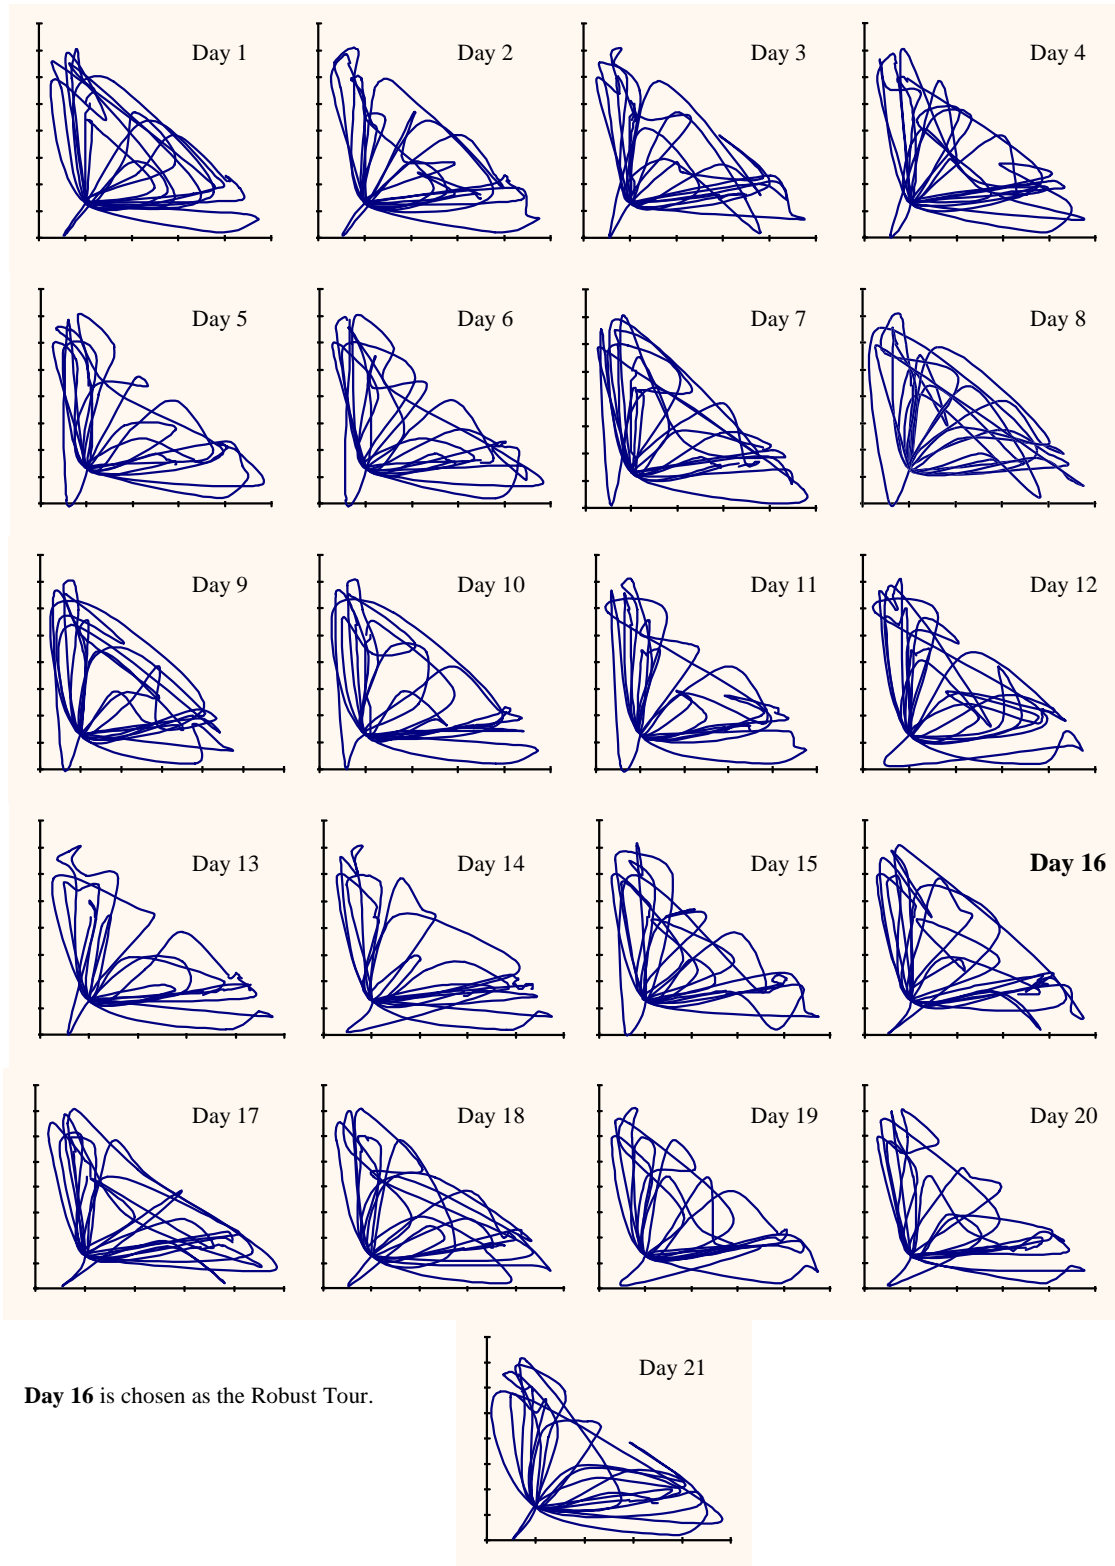 Day 1
Day 2
Day 3
Day 4
Day 5
Day 6
Day 7
Day 8
Day 9
Day 10
Day 11
Day 12
Day 13
Day 14
Day 15
Day 16
Day 17
Day 18
Day 19
Day 20
Day 21
Day 16 is chosen as the Robust Tour.